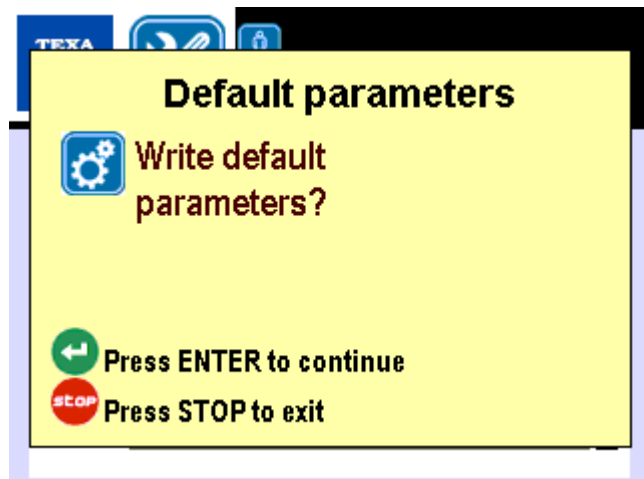 TEXA
Default parameters
Write default
parameters?
Press ENTER to continue
stop
Press STOP to exit